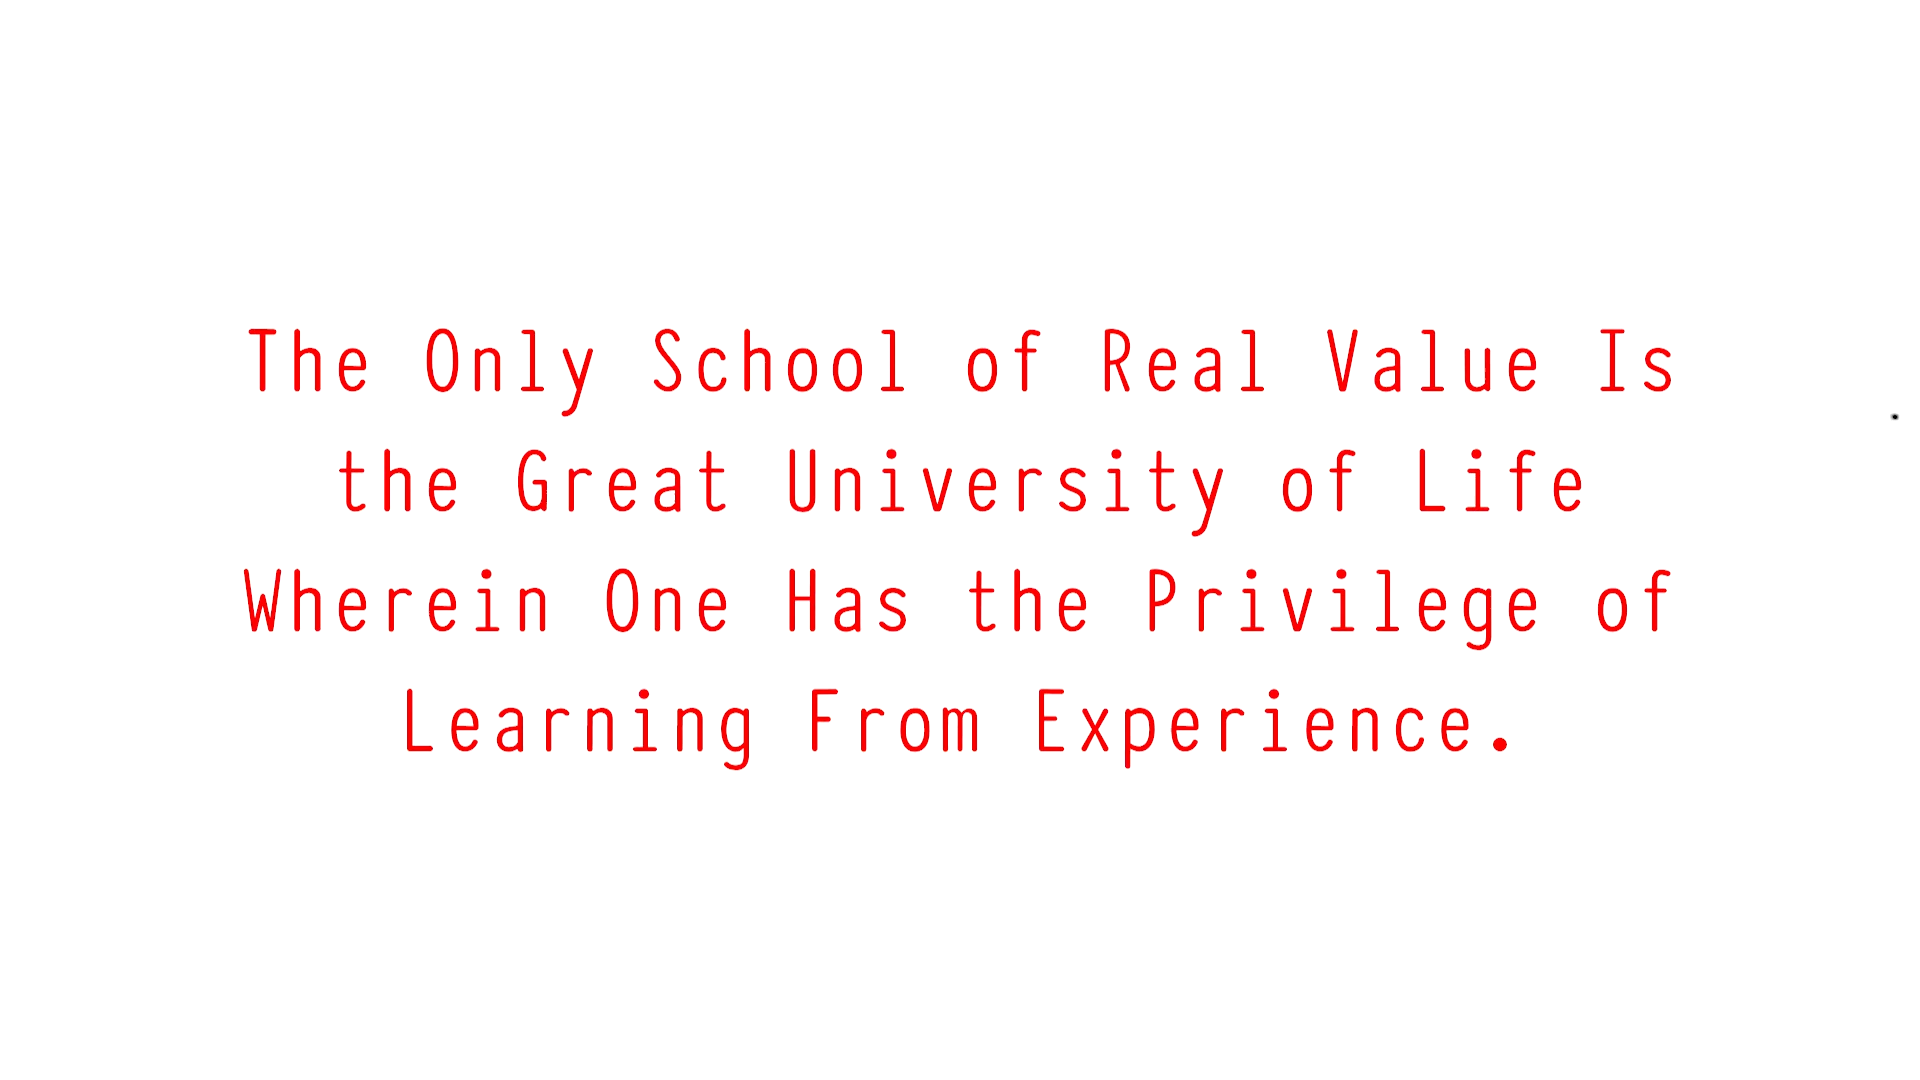 The Only School of Real Value Is
the Great University of Life
Wherein One Has the Privilege of
Learning From Experience.